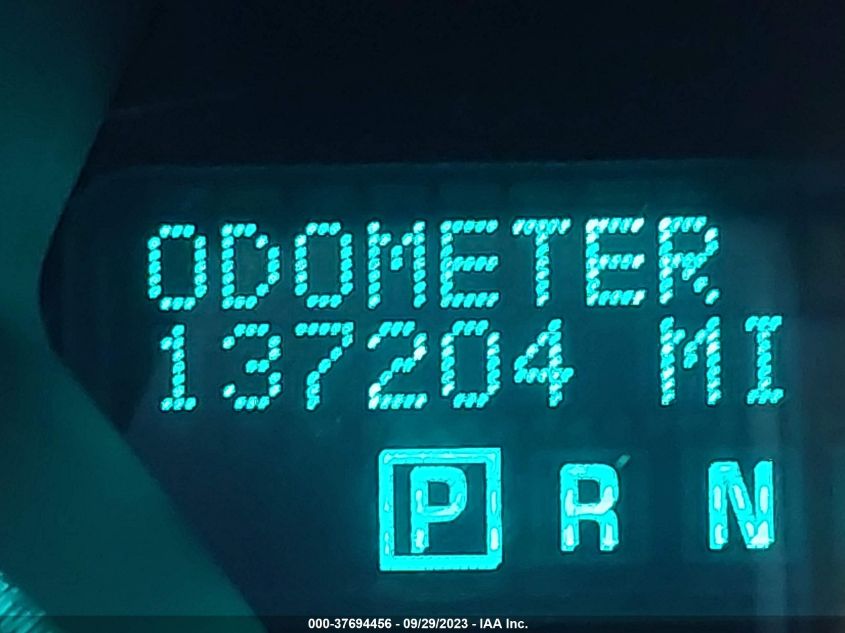 ODOMETER
137204 MI
P R N
000-37694456 - 09/29/2023 - IAA Inc.